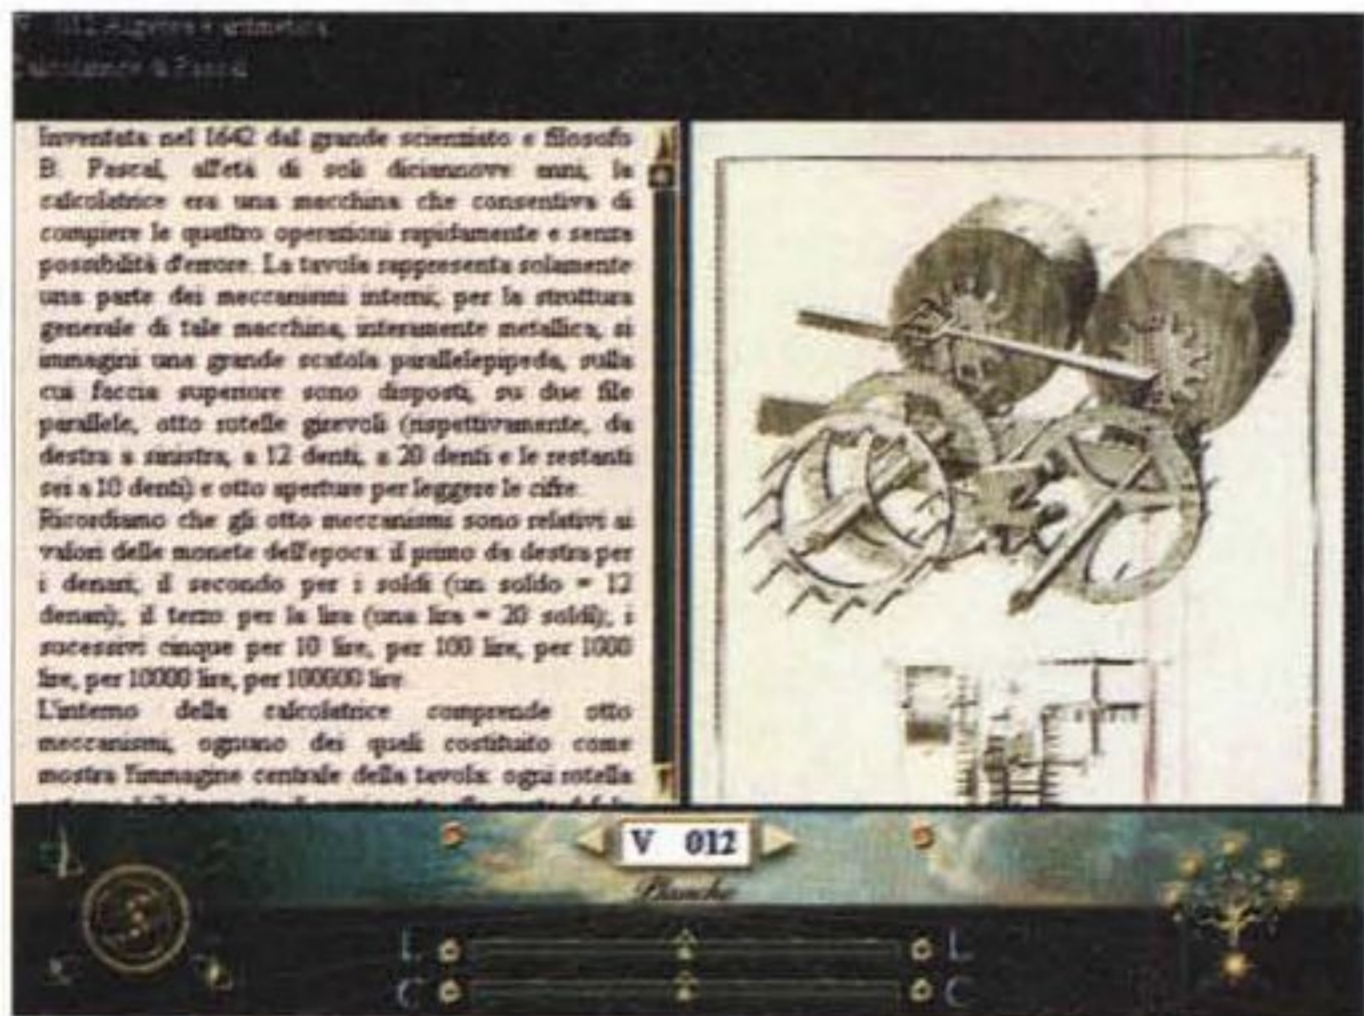 V 012 Algebra e aritmetica
Calcolatrice di Pascal
Inventata nel 1642 dal grande scienziato e filosofo
B. Pascal, all'età di soli diciannove anni, la
calcolatrice era una macchina che consentiva di
compiere le quattro operazioni rapidamente e senza
possibilità d'errore. La tavola rappresenta solamente
una parte dei meccanismi interni; per la struttura
generale di tale macchina, interamente metallica, si
immagini una grande scatola parallelepipeda, sulla
cui faccia superiore sono disposti, su due file
parallele, otto rotelle girevoli (rispettivamente, da
destra a sinistra, a 12 denti, a 20 denti e le restanti
sei a 10 denti) e otto aperture per leggere le cifre.
Ricordiamo che gli otto meccanismi sono relativi ai
valori delle monete dell'epoca: il primo da destra per
i denari, il secondo per i soldi (un soldo = 12
denari), il terzo per la lira (una lira = 20 soldi), i
sucessivi cinque per 10 lire, per 100 lire, per 1000
lire, per 10000 lire, per 100000 lire.
L'interno della calcolatrice comprende otto
meccanismi, ognuno dei quali costituito come
mostra l'immagine centrale della tavola: ogni rotella
V 012
Planche
L L
C C